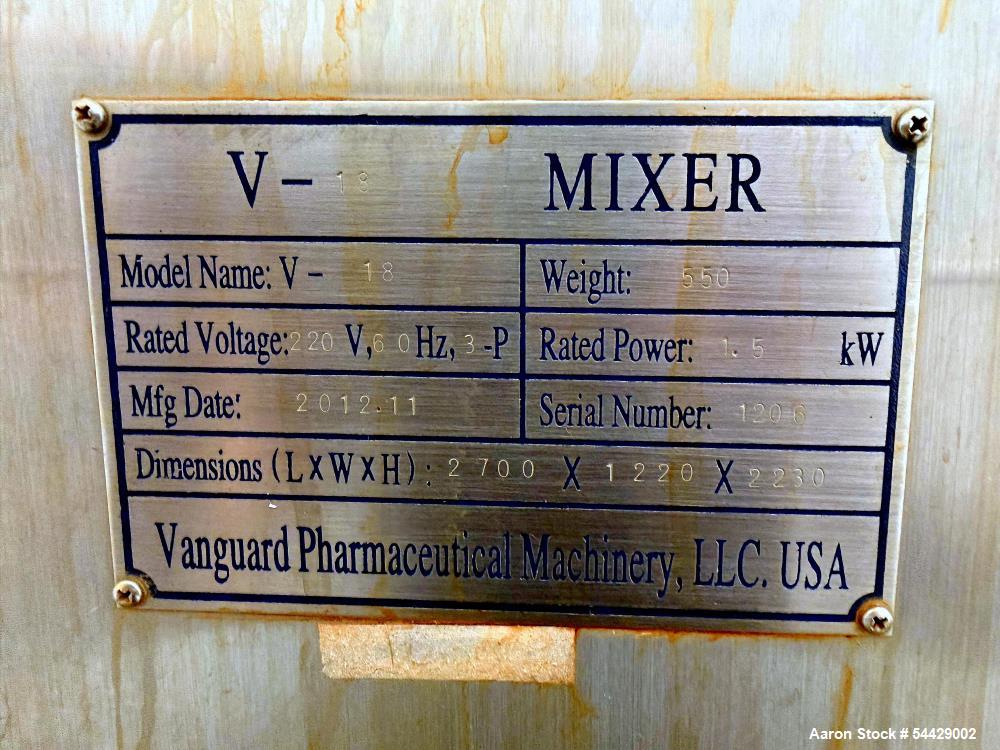 V- 18 MIXER
Model Name: V- 18 Weight: 550
Rated Voltage: 220 V, 60 Hz, 3-P Rated Power: 1.5 kW
Mfg Date: 2012.11 Serial Number: 1206
Dimensions (LXWXH): 2700 X 1220 X 2230
Vanguard Pharmaceutical Machinery, LLC. USA
Aaron Stock # 54429002